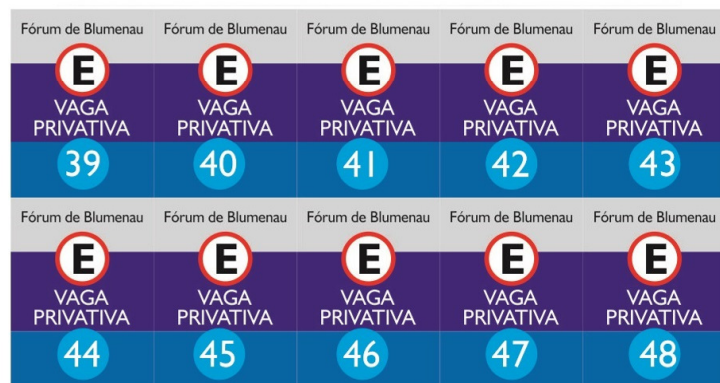 Fórum de Blumenau Fórum de Blumenau Fórum de Blumenau Fórum de Blumenau Fórum de Blumenau
E E E E E
VAGA VAGA VAGA VAGA VAGA
PRIVATIVA PRIVATIVA PRIVATIVA PRIVATIVA PRIVATIVA
39 40 41 42 43
Fórum de Blumenau Fórum de Blumenau Fórum de Blumenau Fórum de Blumenau Fórum de Blumenau
E E E E E
VAGA VAGA VAGA VAGA VAGA
PRIVATIVA PRIVATIVA PRIVATIVA PRIVATIVA PRIVATIVA
44 45 46 47 48